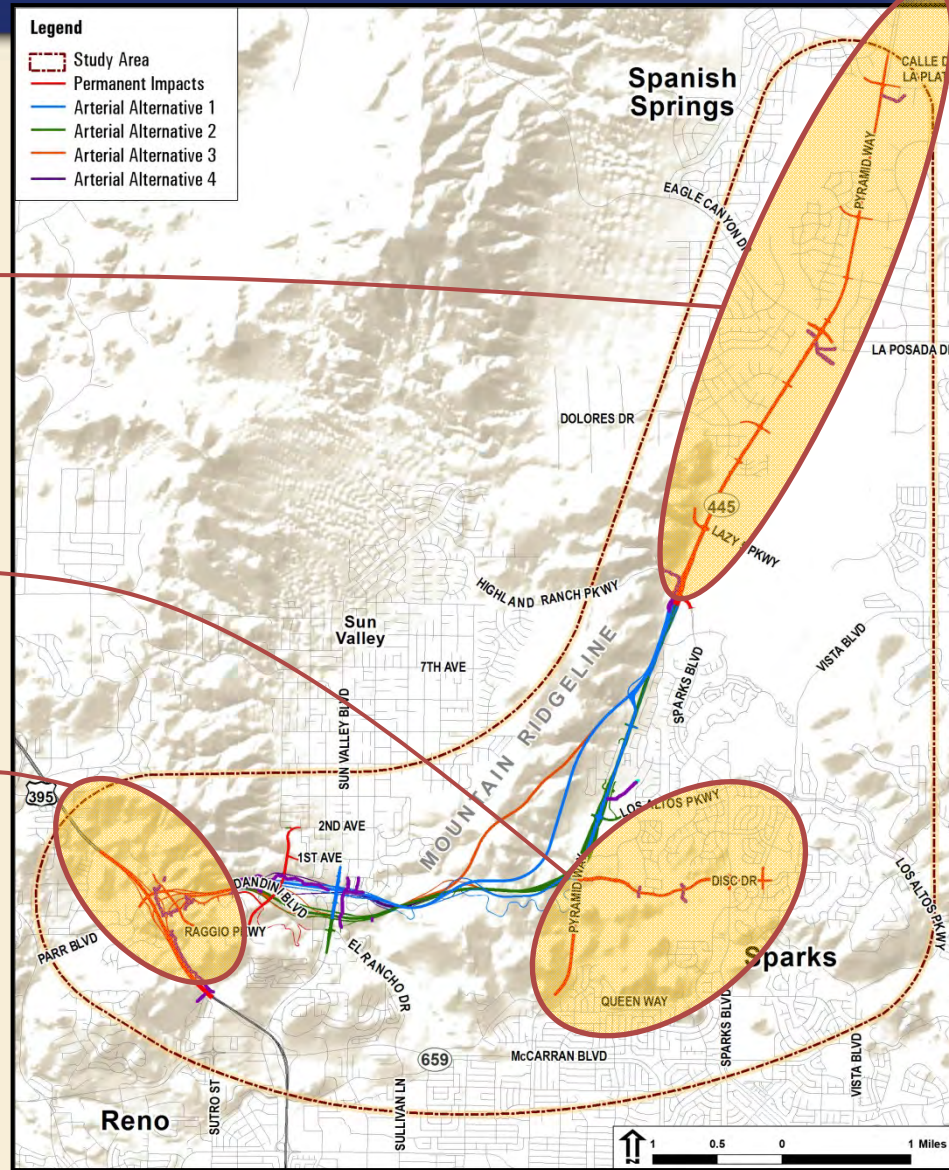 Legend
Study Area
Permanent Impacts
Arterial Alternative 1
Arterial Alternative 2
Arterial Alternative 3
Arterial Alternative 4
Spanish
Springs
CALLE D
LA PLAT
PYRAMID WAY
EAGLE CANYON D
LA POSADA D
DOLORES DR
445
LAZY 5 PKWY
HIGHLAND RANCH PKWY
Sun
Valley
7TH AVE
VISTA BLVD
SPARKS BLVD
SUN VALLEY BLVD
MOUNTAIN RIDGELINE
395
LOS ALTOS PKWY
2ND AVE
1ST AVE
DANDINI BLVD
PYRAMID WAY
DISC DR
LOS ALTOS PKWY
RAGGIO PKWY
PARR BLVD
EL RANCHO DR
Sparks
QUEEN WAY
SPARKS BLVD
McCARRAN BLVD
659
VISTA BLVD
SUTRO ST
SULLIVAN LN
Reno
N
1 0.5 0 1 Miles